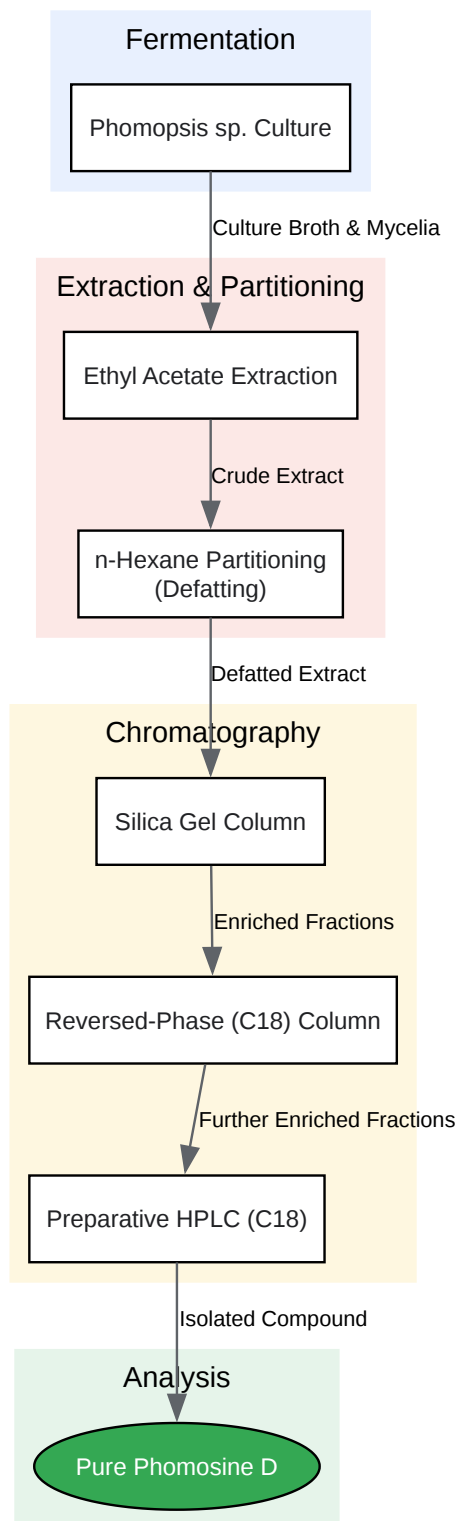 Fermentation
Phomopsis sp. Culture
Culture Broth & Mycelia
Extraction & Partitioning
Ethyl Acetate Extraction
Crude Extract
n-Hexane Partitioning
(Defatting)
Defatted Extract
Chromatography
Silica Gel Column
Enriched Fractions
Reversed-Phase (C18) Column
Further Enriched Fractions
Preparative HPLC (C18)
Isolated Compound
Analysis
Pure Phomosine D